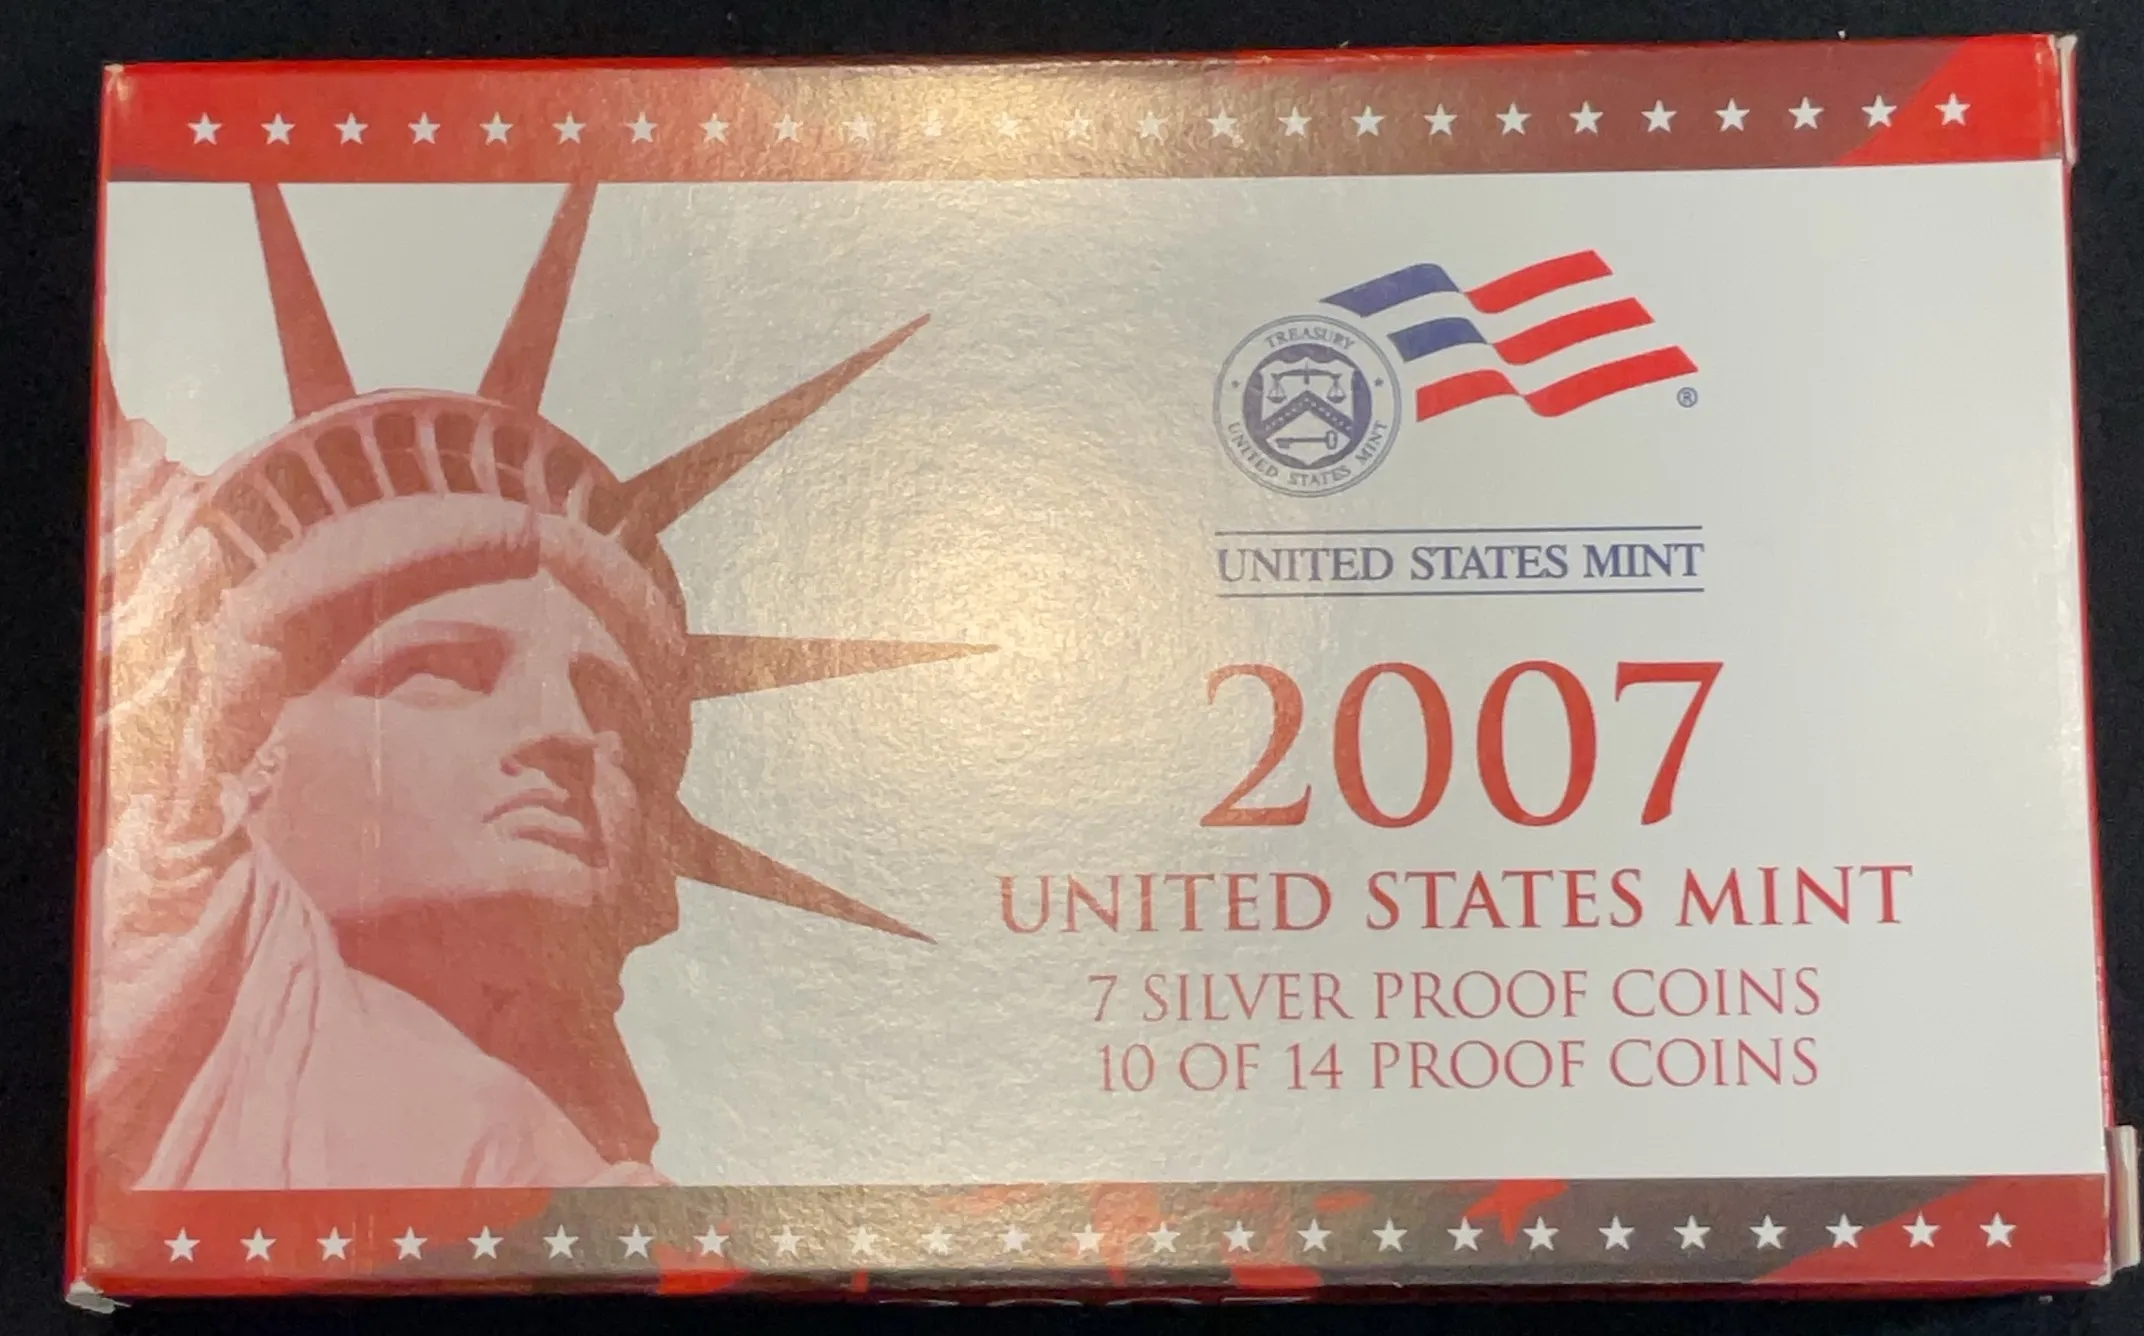 TREASURY
UNITED STATES MINT
®
UNITED STATES MINT
2007
UNITED STATES MINT
7 SILVER PROOF COINS
10 OF 14 PROOF COINS